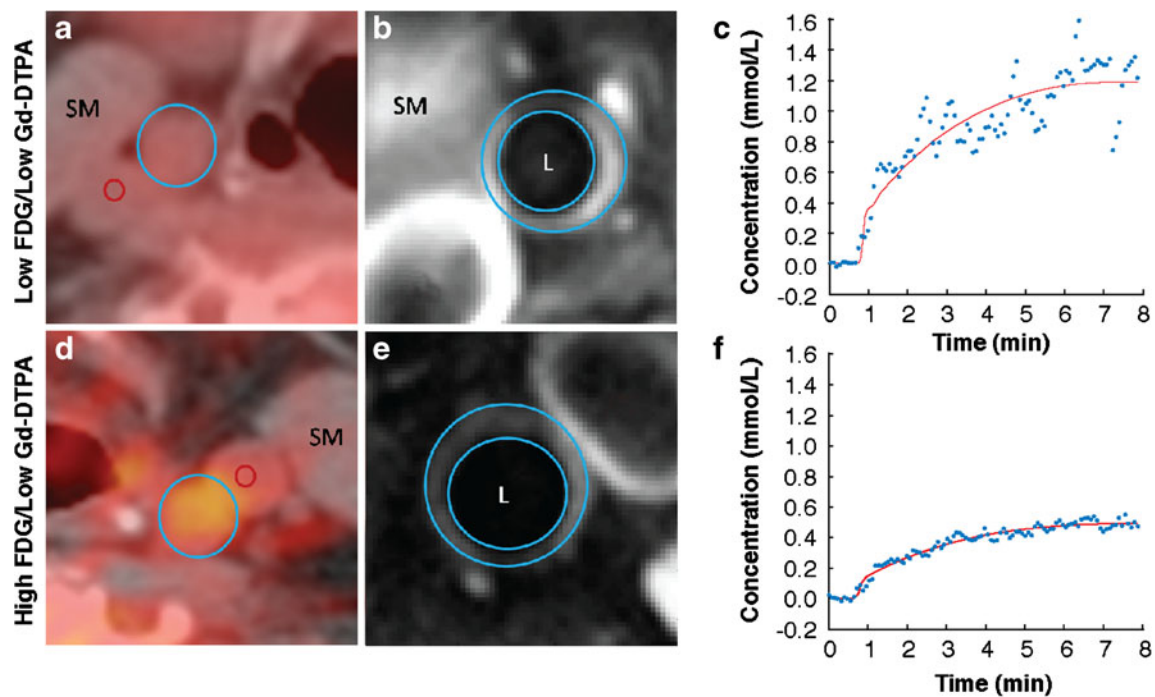 Low FDG/Low Gd-DTPA
a
SM
b
SM
L
c
Concentration (mmol/L)
1.6
1.4
1.2
1.0
0.8
0.6
0.4
0.2
0.0
-0.2
0 1 2 3 4 5 6 7 8
Time (min)
High FDG/Low Gd-DTPA
d
SM
e
L
f
Concentration (mmol/L)
1.6
1.4
1.2
1.0
0.8
0.6
0.4
0.2
0.0
-0.2
0 1 2 3 4 5 6 7 8
Time (min)